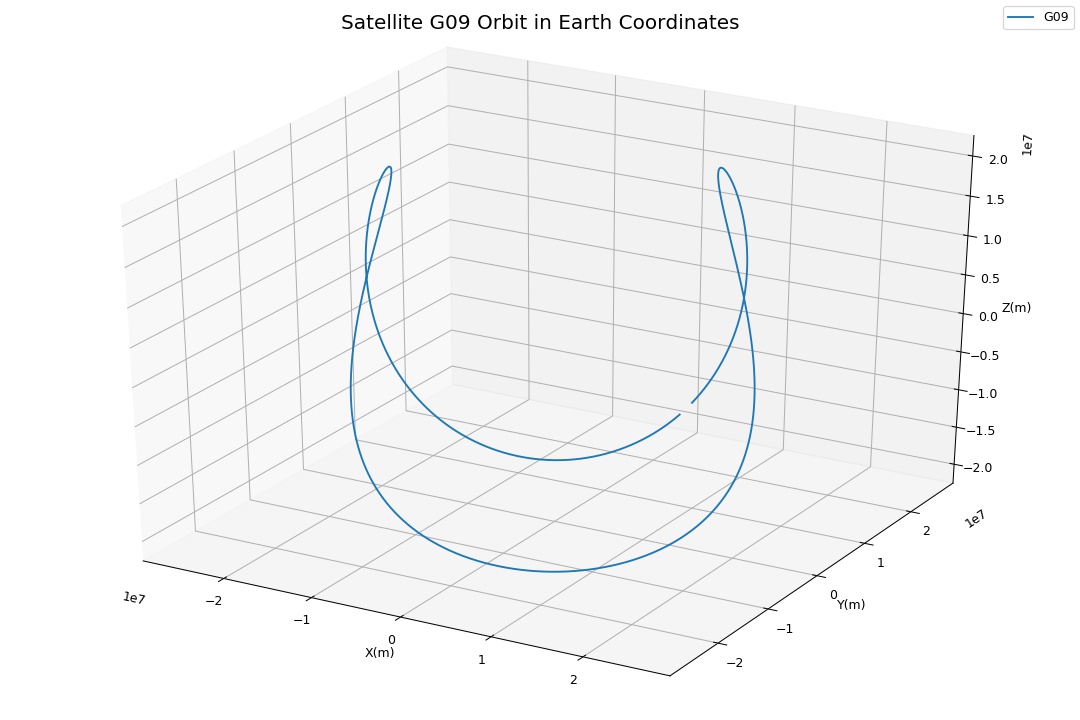 Satellite G09 Orbit in Earth Coordinates
G09
1e7
2.0
1.5
1.0
0.5
0.0
Z(m)
−0.5
−1.0
−1.5
−2.0
1e7
2
1
0
Y(m)
−1
−2
1e7
−2
−1
0
X(m)
1
2